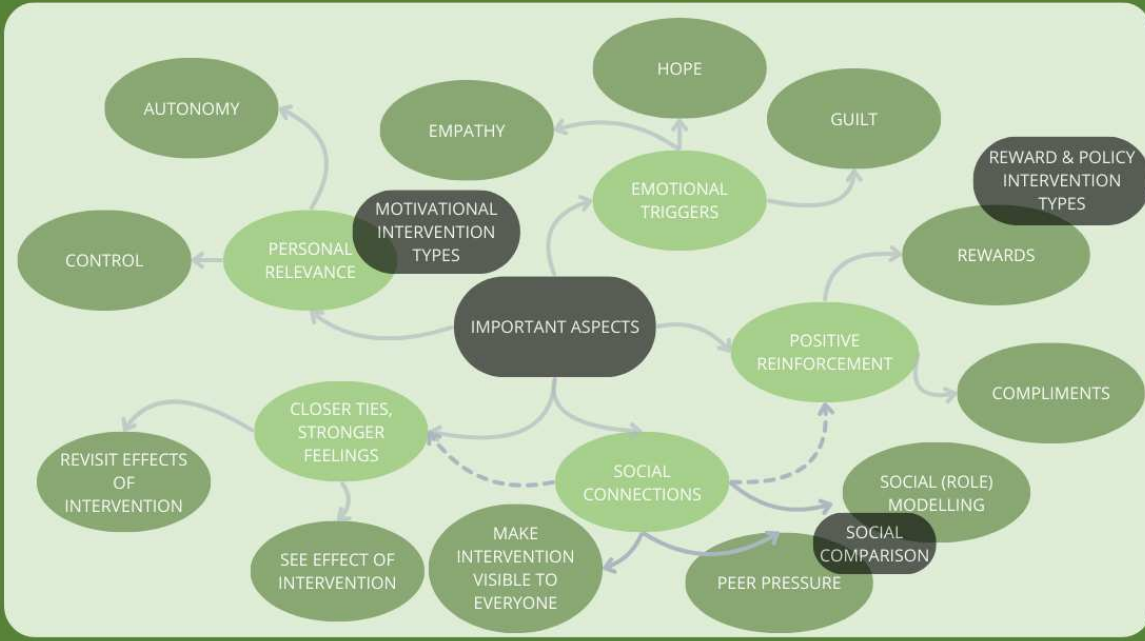 HOPE
AUTONOMY
EMPATHY
GUILT
REWARD & POLICY
INTERVENTION
TYPES
EMOTIONAL
TRIGGERS
MOTIVATIONAL
INTERVENTION
TYPES
PERSONAL
RELEVANCE
CONTROL
REWARDS
IMPORTANT ASPECTS
POSITIVE
REINFORCEMENT
COMPLIMENTS
CLOSER TIES,
STRONGER
FEELINGS
REVISIT EFFECTS
OF
INTERVENTION
SOCIAL
CONNECTIONS
SOCIAL (ROLE)
MODELLING
SOCIAL
COMPARISON
SEE EFFECT OF
INTERVENTION
MAKE
INTERVENTION
VISIBLE TO
EVERYONE
PEER PRESSURE